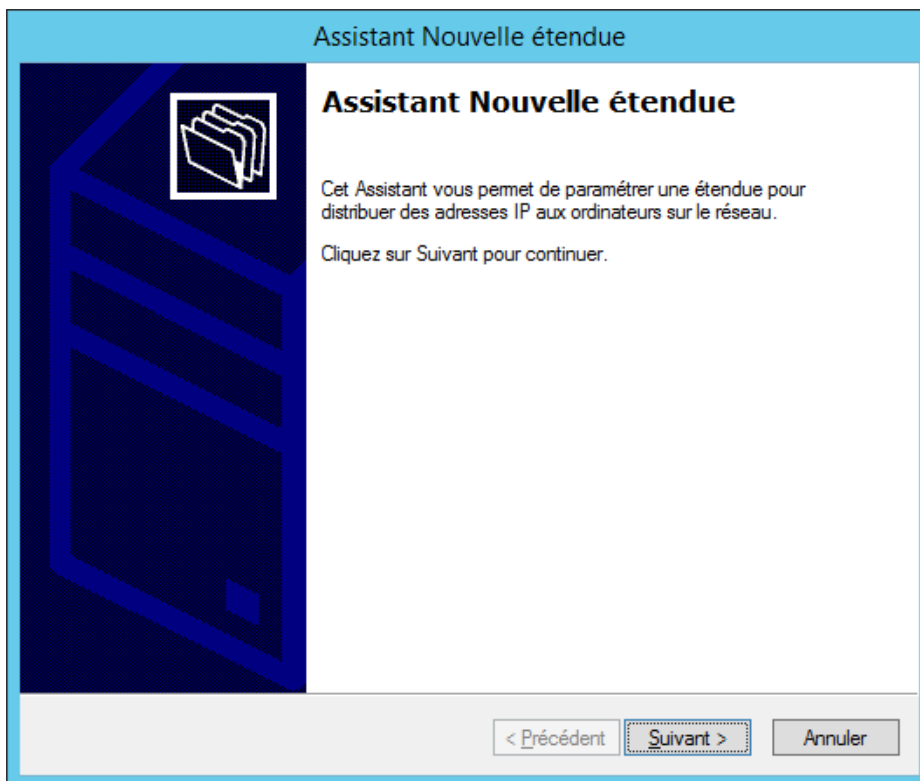 Assistant Nouvelle étendue
Assistant Nouvelle étendue
Cet Assistant vous permet de paramétrer une étendue pour
distribuer des adresses IP aux ordinateurs sur le réseau.
Cliquez sur Suivant pour continuer.
< Précédent
Suivant >
Annuler